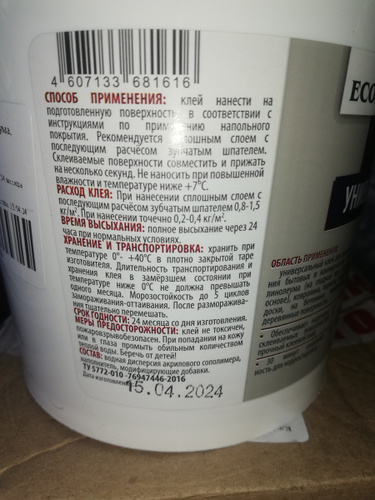 4 607133 681616
СПОСОБ ПРИМЕНЕНИЯ: клей нанести на
подготовленную поверхность в соответствии с
инструкциями по применению напольного
покрытия. Рекомендуется сплошным слоем с
последующим расчёсом зубчатым шпателем.
Склеиваемые поверхности совместить и прижать
на несколько секунд. Не наносить при повышенной
влажности и температуре ниже +7°С.
РАСХОД КЛЕЯ: При нанесении сплошным слоем с
последующим расчёсом зубчатым шпателем 0,8-1,5
кг/м². При нанесении точечно 0,2-0,4 кг/м².
ВРЕМЯ ВЫСЫХАНИЯ: полное высыхание через 24
часа при нормальных условиях.
ХРАНЕНИЕ И ТРАНСПОРТИРОВКА: хранить при
температуре 0°- +40°С в плотно закрытой таре
изготовителя. Длительность транспортирования и
хранения клея в замёрзшем состоянии при
температуре ниже 0°С не должна превышать
одного месяца. Морозостойкость до 5 циклов
замораживания-оттаивания. После разморажива-
СРОК ГОДНОСТИ: 24 месяца со дня изготовления.
МЕРЫ ПРЕДОСТОРОЖНОСТИ: клей не токсичен,
пожаровзрывобезопасен. При попадании на кожу
или в глаза промыть обильным количеством
воды. Беречь от детей!
СОСТАВ: водная дисперсия акрилового сополимера,
наполнитель, модифицирующие добавки.
ТУ 5772-010 -76947446-2016
Дата изготовления
15.04.2024
ECO
УНИ
ОБЛАСТЬ ПРИМЕНЕНИЯ
универсальный клей